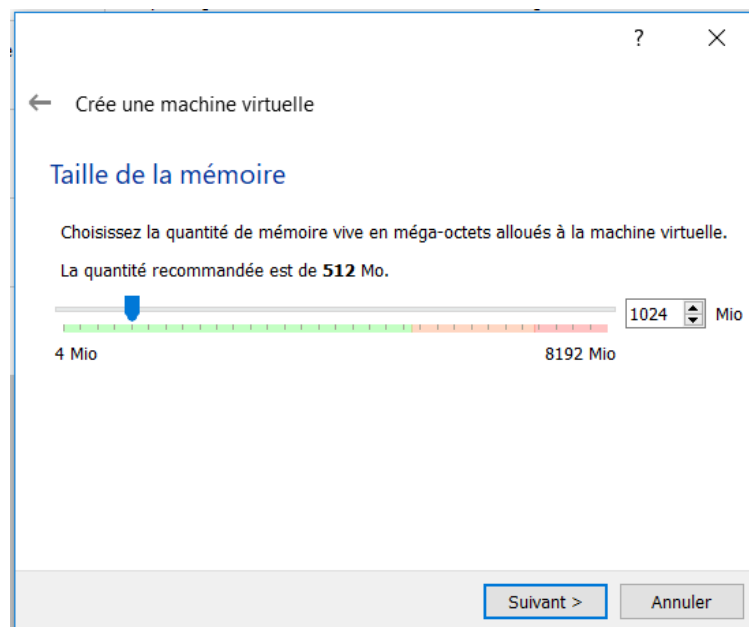 ?
Crée une machine virtuelle
Taille de la mémoire
Choisissez la quantité de mémoire vive en méga-octets alloués à la machine virtuelle.
La quantité recommandée est de 512 Mo.
1024 Mio
4 Mio 8192 Mio
Suivant > Annuler